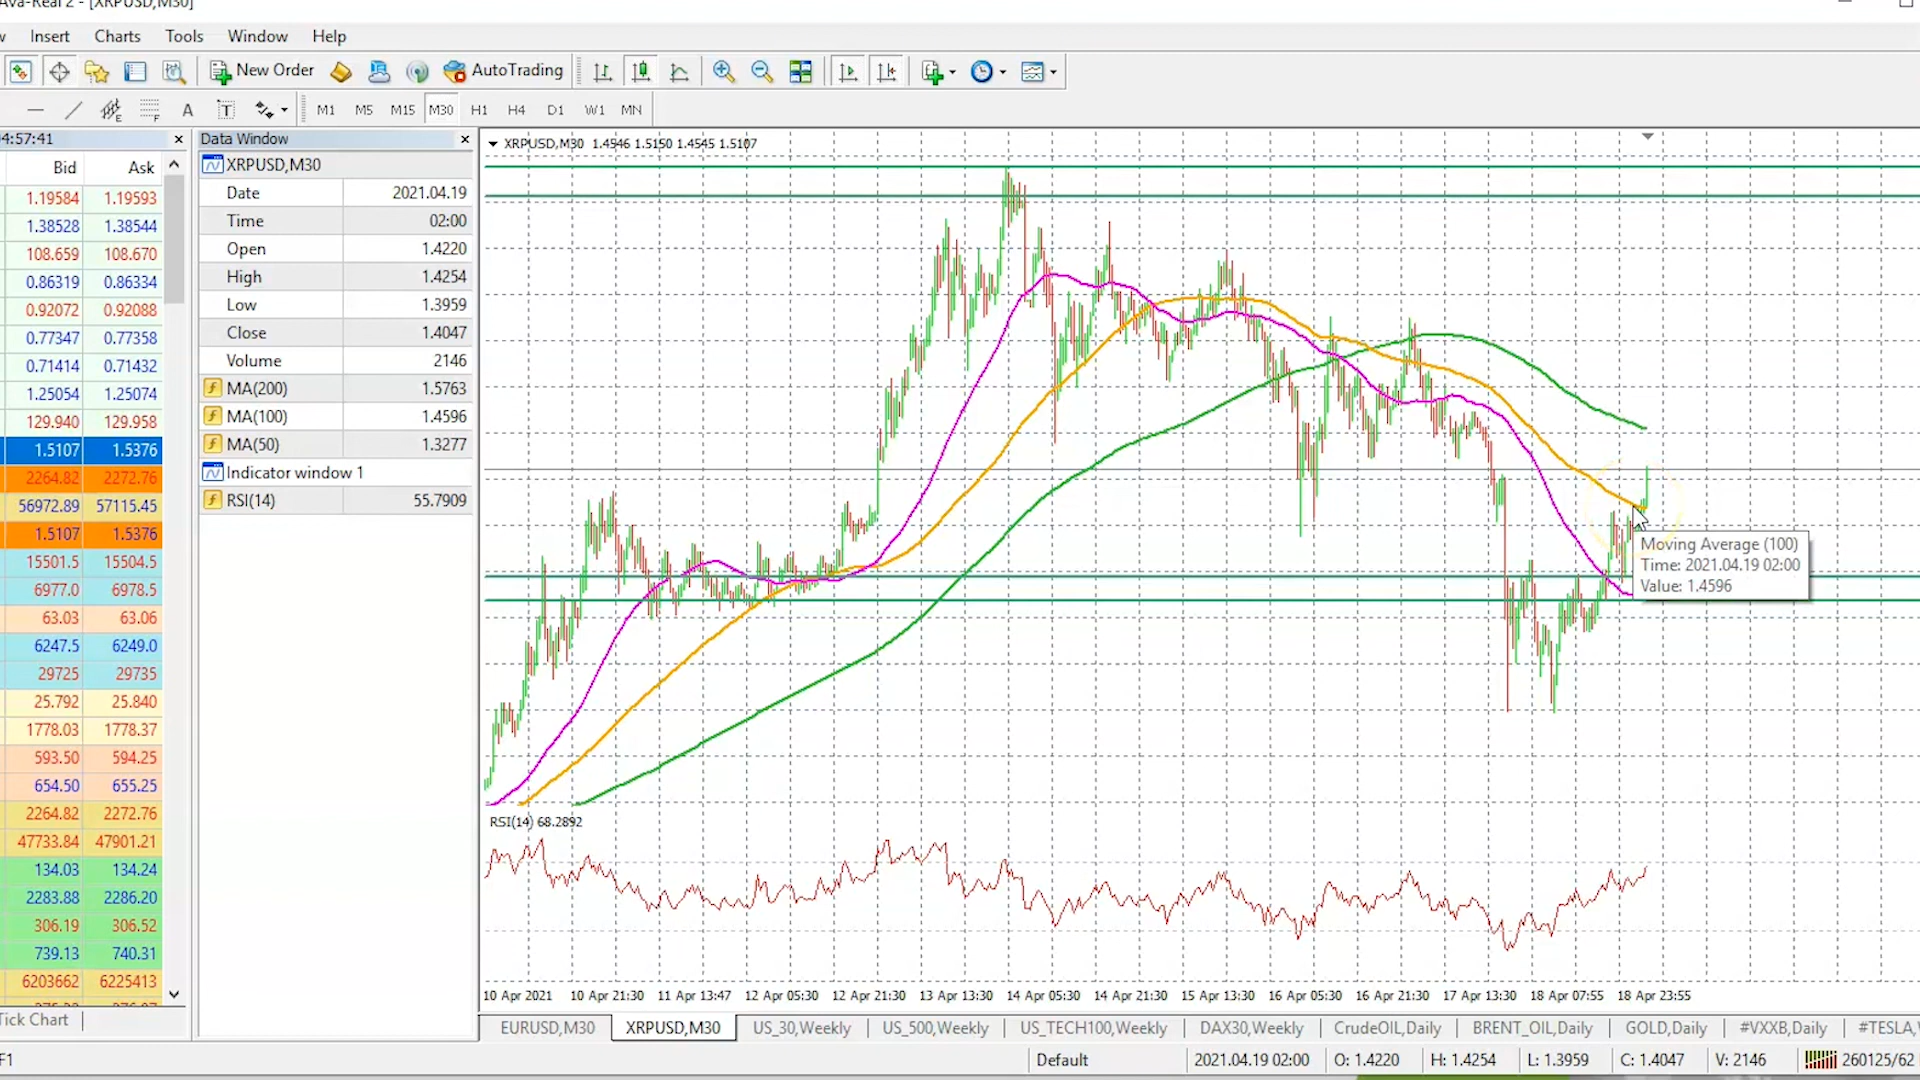 Ava-Real 2 - [XRPUSD,M30]
Insert Charts Tools Window Help
New Order AutoTrading
A T M1 M5 M15 M30 H1 H4 D1 W1 MN
4:57:41
Bid Ask
1.19584 1.19593
1.38528 1.38544
108.659 108.670
0.86319 0.86334
0.92072 0.92088
0.77347 0.77358
0.71414 0.71432
1.25054 1.25074
129.940 129.958
1.5107 1.5376
2264.82 2272.76
56972.89 57115.45
1.5107 1.5376
15501.5 15504.5
6977.0 6978.5
63.03 63.06
6247.5 6249.0
29725 29735
25.792 25.840
1778.03 1778.37
593.50 594.25
654.50 655.25
2264.82 2272.76
47733.84 47901.21
134.03 134.24
2283.88 2286.20
306.19 306.52
739.13 740.31
6203662 6225413
Tick Chart
Data Window
XRPUSD,M30
Date 2021.04.19
Time 02:00
Open 1.4220
High 1.4254
Low 1.3959
Close 1.4047
Volume 2146
MA(200) 1.5763
MA(100) 1.4596
MA(50) 1.3277
Indicator window 1
RSI(14) 55.7909
XRPUSD,M30 1.4546 1.5150 1.4545 1.5107
Moving Average (100)
Time: 2021.04.19 02:00
Value: 1.4596
RSI(14) 68.2892
10 Apr 2021 10 Apr 21:30 11 Apr 13:47 12 Apr 05:30 12 Apr 21:30 13 Apr 13:30 14 Apr 05:30 14 Apr 21:30 15 Apr 13:30 16 Apr 05:30 16 Apr 21:30 17 Apr 13:30 18 Apr 07:55 18 Apr 23:55
EURUSD,M30 XRPUSD,M30 US_30,Weekly US_500,Weekly US_TECH100,Weekly DAX30,Weekly CrudeOIL,Daily BRENT_OIL,Daily GOLD,Daily #VXXB,Daily #TESLA,
F1 Default 2021.04.19 02:00 O: 1.4220 H: 1.4254 L: 1.3959 C: 1.4047 V: 2146 260125/62